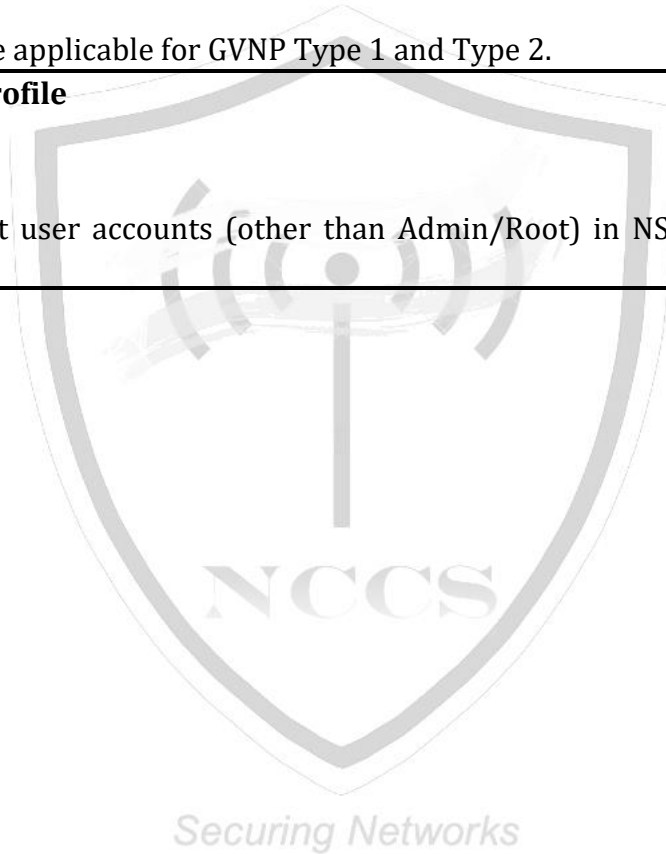 e applicable for GVNP Type 1 and Type 2.
rofile
t user accounts (other than Admin/Root) in NS
NCCS
Securing Networks